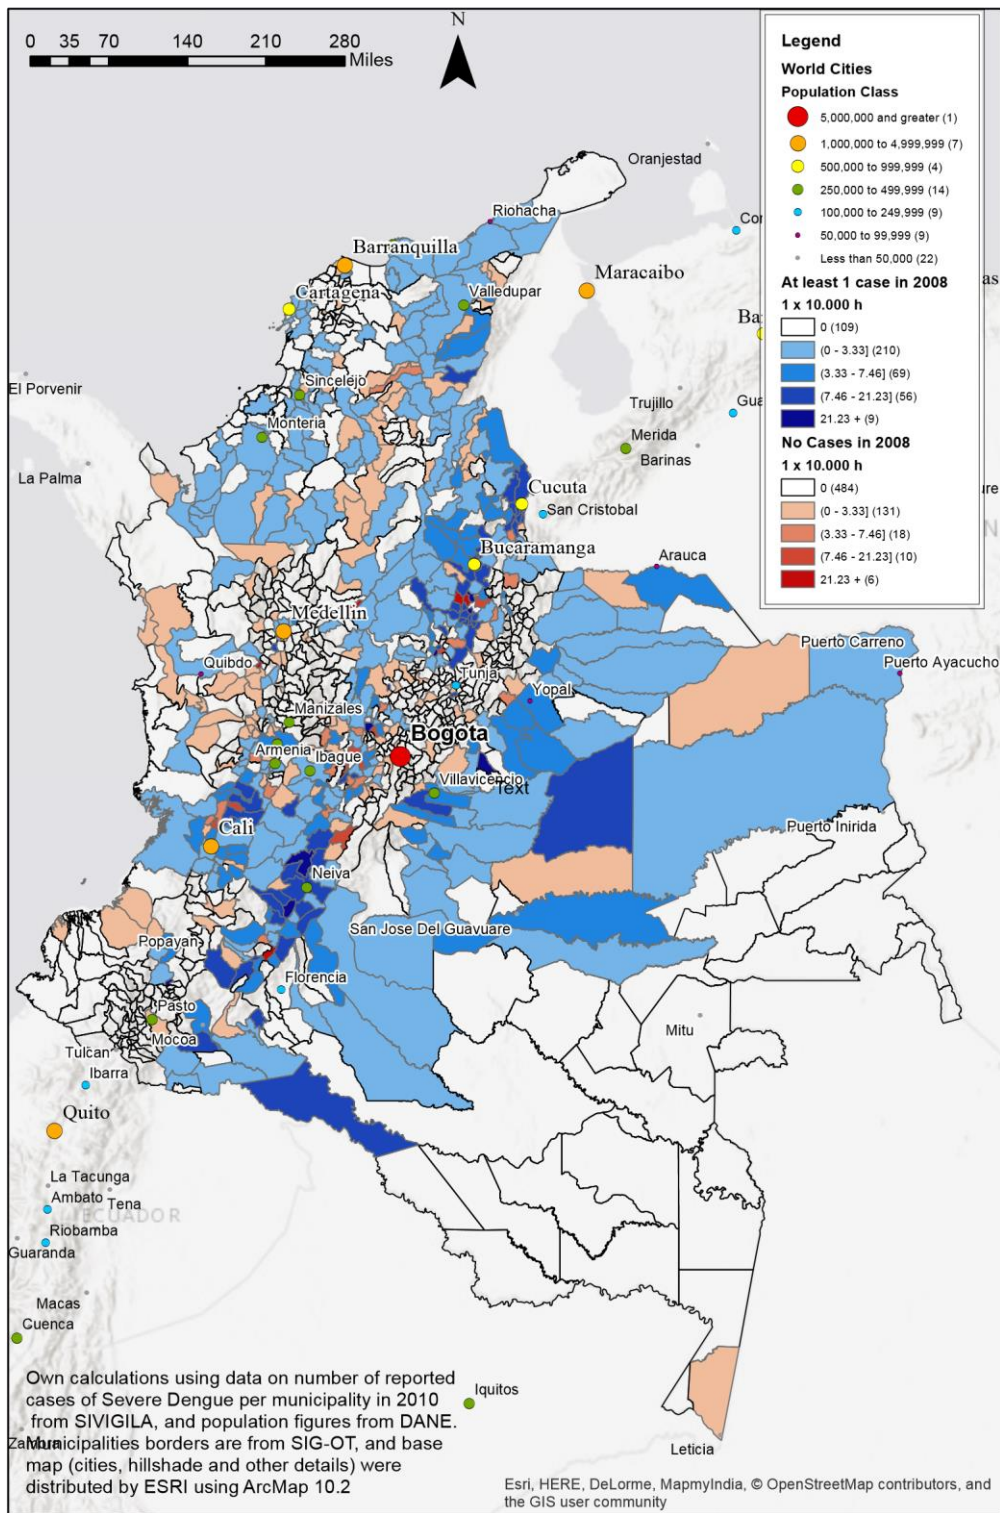 N
0 35 70 140 210 280
Miles
Legend
World Cities
Population Class
5,000,000 and greater (1)
1,000,000 to 4,999,999 (7)
500,000 to 999,999 (4)
250,000 to 499,999 (14)
100,000 to 249,999 (9)
50,000 to 99,999 (9)
Less than 50,000 (22)
At least 1 case in 2008
1 x 10.000 h
0 (109)
(0 - 3.33] (210)
(3.33 - 7.46] (69)
(7.46 - 21.23] (56)
21.23 + (9)
No Cases in 2008
1 x 10.000 h
0 (484)
(0 - 3.33] (131)
(3.33 - 7.46] (18)
(7.46 - 21.23] (10)
21.23 + (6)
Oranjestad
Riohacha
Cor
Barranquilla
Maracaibo
as
Cartagena
Valledupar
Ba
El Porvenir
Sincelejo
Trujillo
Gua
Monteria
Merida
Barinas
La Palma
Cucuta
ure
San Cristobal
N
Bucaramanga
Arauca
Medellin
Puerto Carreno
Quibdo
Puerto Ayacucho
Tunja
Yopal
Manizales
Bogota
Armenia
Ibague
Villavicencio
Text
Cali
Puerto Inirida
Neiva
San Jose Del Guavuare
Popayan
Florencia
Pasto
Mitu
Mocoa
Tulcan
Ibarra
Quito
La Tacunga
Ambato
Tena
ECUADOR
Riobamba
Guaranda
Macas
Cuenca
Iquitos
Leticia
Own calculations using data on number of reported
cases of Severe Dengue per municipality in 2010
from SIVIGILA, and population figures from DANE.
Municipalities borders are from SIG-OT, and base
map (cities, hillshade and other details) were
distributed by ESRI using ArcMap 10.2
Esri, HERE, DeLorme, MapmyIndia, © OpenStreetMap contributors, and
the GIS user community